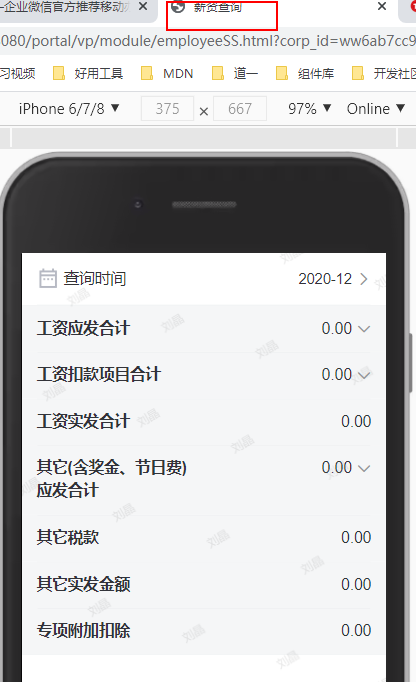 -企业微信官方推荐移动
薪资查询
080/portal/vp/module/employeeSS.html?corp_id=ww6ab7cc9
习视频 好用工具 MDN 道一 组件库 开发社区
iPhone 6/7/8 ▼ 375 × 667 97% ▼ Online ▼
查询时间 2020-12
工资应发合计 0.00
工资扣款项目合计 0.00
工资实发合计 0.00
其它(含奖金、节日费) 0.00
应发合计
其它税款 0.00
其它实发金额 0.00
专项附加扣除 0.00